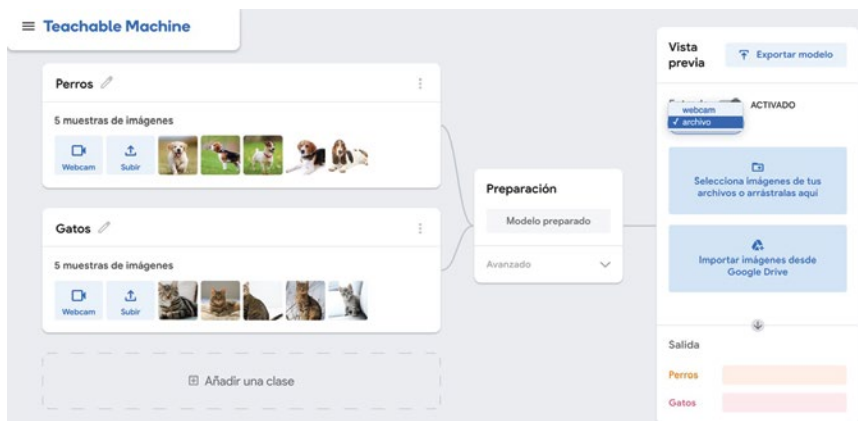 Teachable Machine
Perros
5 muestras de imágenes
Webcam
Subir
Gatos
5 muestras de imágenes
Webcam
Subir
Añadir una clase
Preparación
Modelo preparado
Avanzado
Vista
previa
Exportar modelo
ACTIVADO
webcam
✓ archivo
Selecciona imágenes de tus
archivos o arrástralas aquí
Importar imágenes desde
Google Drive
Salida
Perros
Gatos